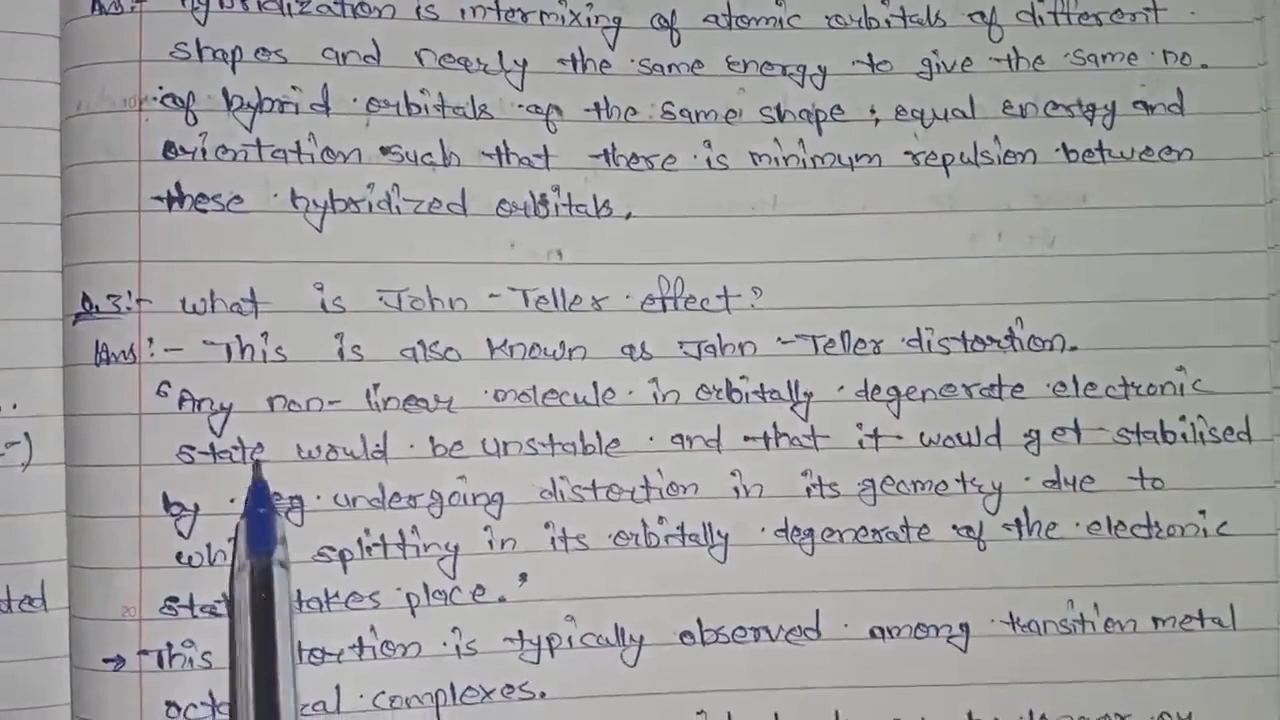 Ans:- Hybridization is intermixing of atomic orbitals of different
shapes and nearly the same energy to give the same no.
of hybrid orbitals of the same shape, equal energy and
orientation such that there is minimum repulsion between
these hybridized orbitals.
Q.3:- what is John-Teller effect?
Ans:- This is also known as John-Teller distortion.
"Any non-linear molecule in orbitally degenerate electronic
state would be unstable and that it would get stabilised
by undergoing distortion in its geometry due to
splitting in its orbitally degenerate of the electronic
takes place."
→ This is typically observed among transition metal
complexes.